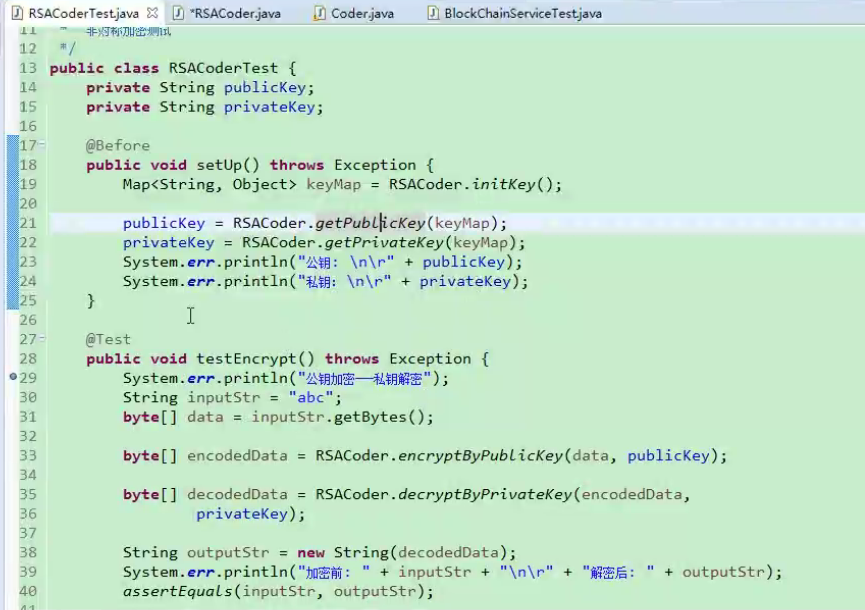 RSACoderTest.java *RSACoder.java Coder.java BlockChainServiceTest.java
11 * 非对称加密测试
12 */
13 public class RSACoderTest {
14 private String publicKey;
15 private String privateKey;
16
17 @Before
18 public void setUp() throws Exception {
19 Map<String, Object> keyMap = RSACoder.initKey();
20
21 publicKey = RSACoder.getPublicKey(keyMap);
22 privateKey = RSACoder.getPrivateKey(keyMap);
23 System.err.println("公钥: \n\r" + publicKey);
24 System.err.println("私钥: \n\r" + privateKey);
25 }
26
27 @Test
28 public void testEncrypt() throws Exception {
29 System.err.println("公钥加密——私钥解密");
30 String inputStr = "abc";
31 byte[] data = inputStr.getBytes();
32
33 byte[] encodedData = RSACoder.encryptByPublicKey(data, publicKey);
34
35 byte[] decodedData = RSACoder.decryptByPrivateKey(encodedData,
36 privateKey);
37
38 String outputStr = new String(decodedData);
39 System.err.println("加密前: " + inputStr + "\n\r" + "解密后: " + outputStr);
40 assertEquals(inputStr, outputStr);
41